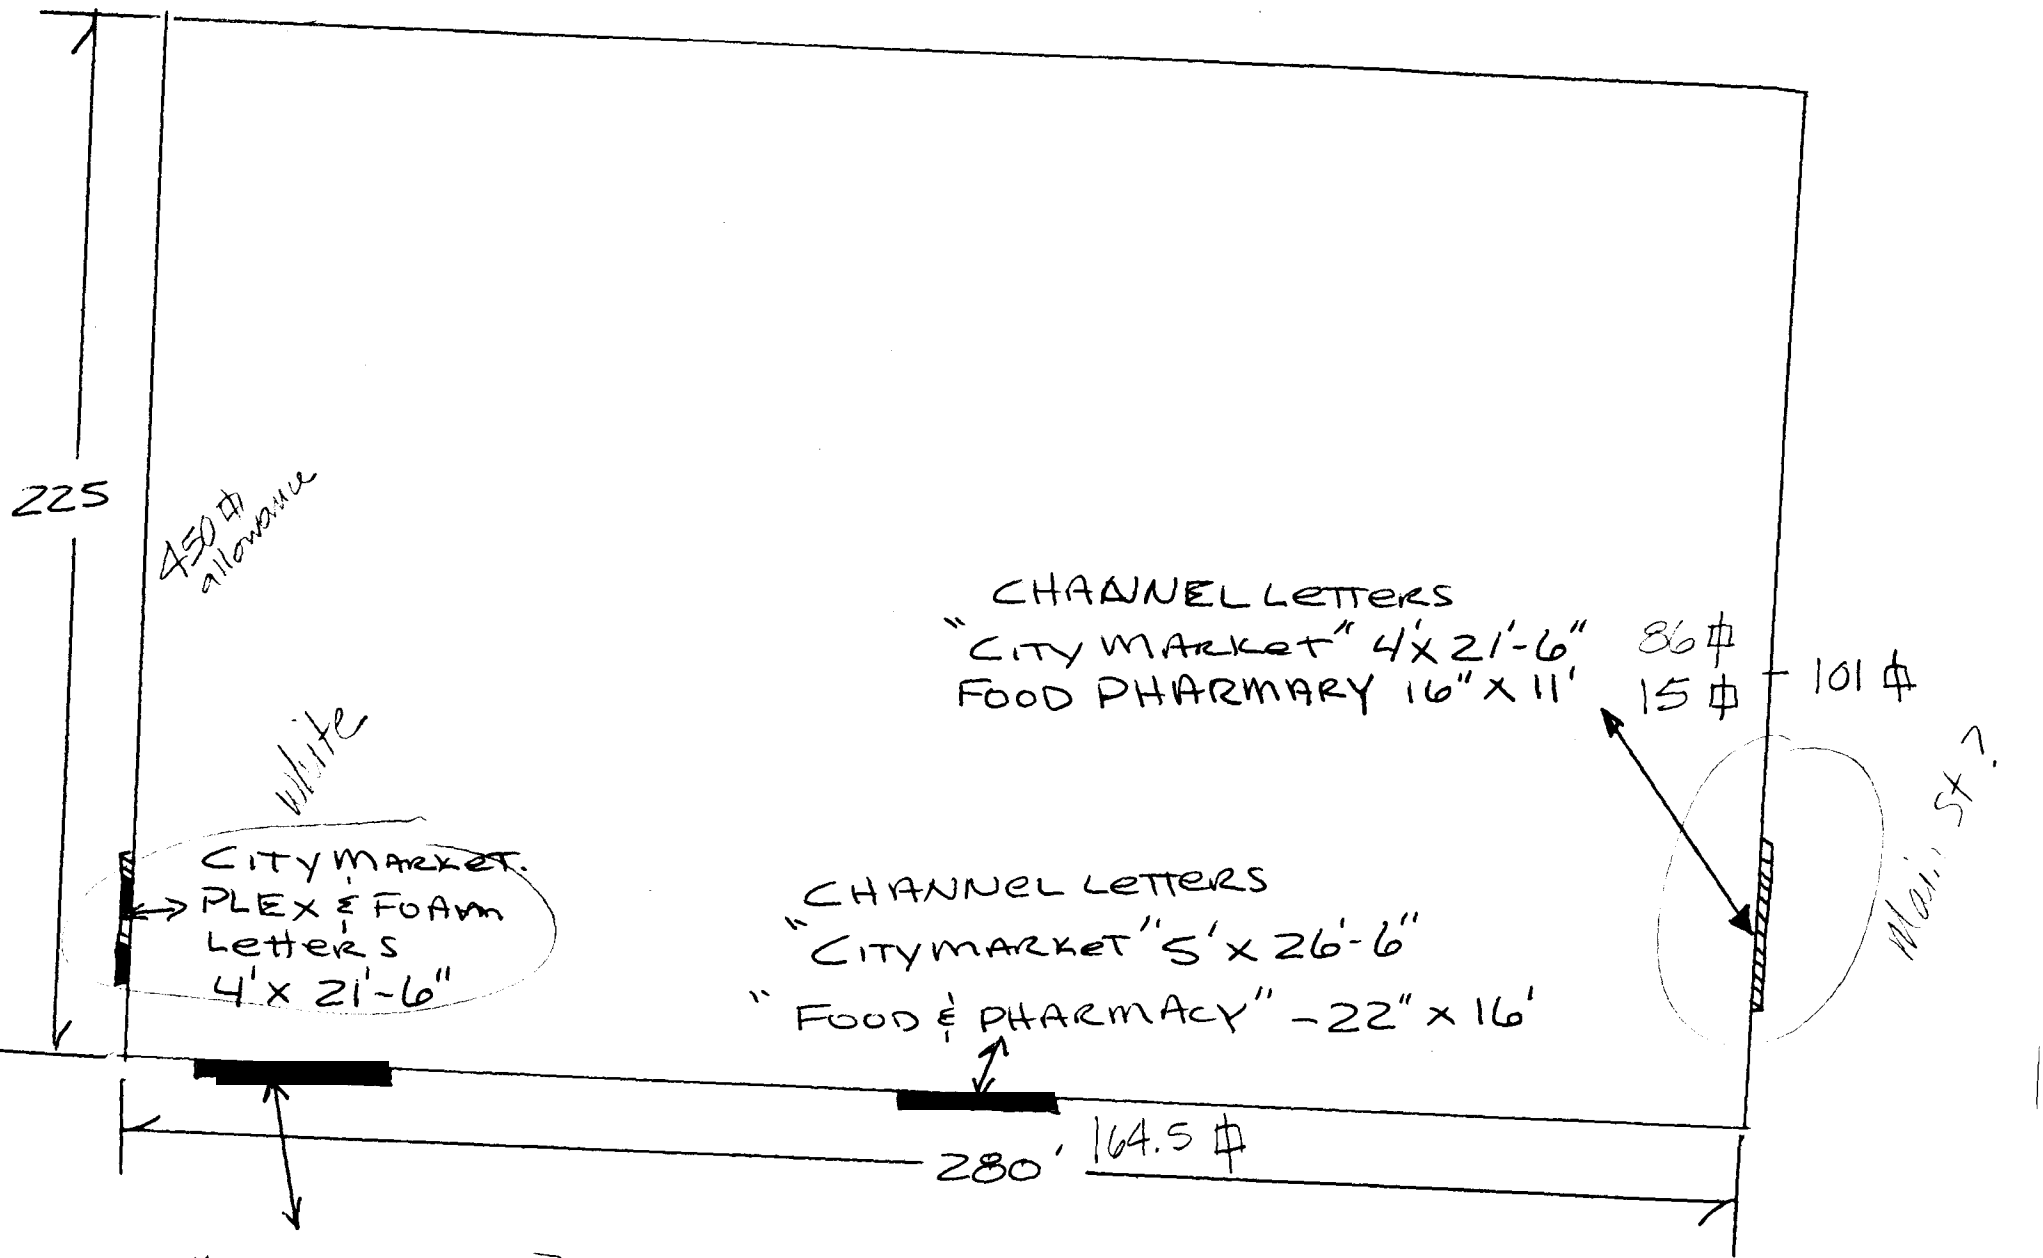 225
450 ⌷ allowance
CHANNEL LETTERS
"CITY MARKET" 4'X 21'-6" 86 ⌷
FOOD PHARMARY 16" X 11' 15 ⌷ - 101 ⌷
White
Main St ?
CITY MARKET.
PLEX & FOAM
LETTERS
4' X 21'-6"
CHANNEL LETTERS
"CITY MARKET" 5' X 26'-6"
"FOOD & PHARMACY" - 22" X 16'
280' 164.5 ⌷